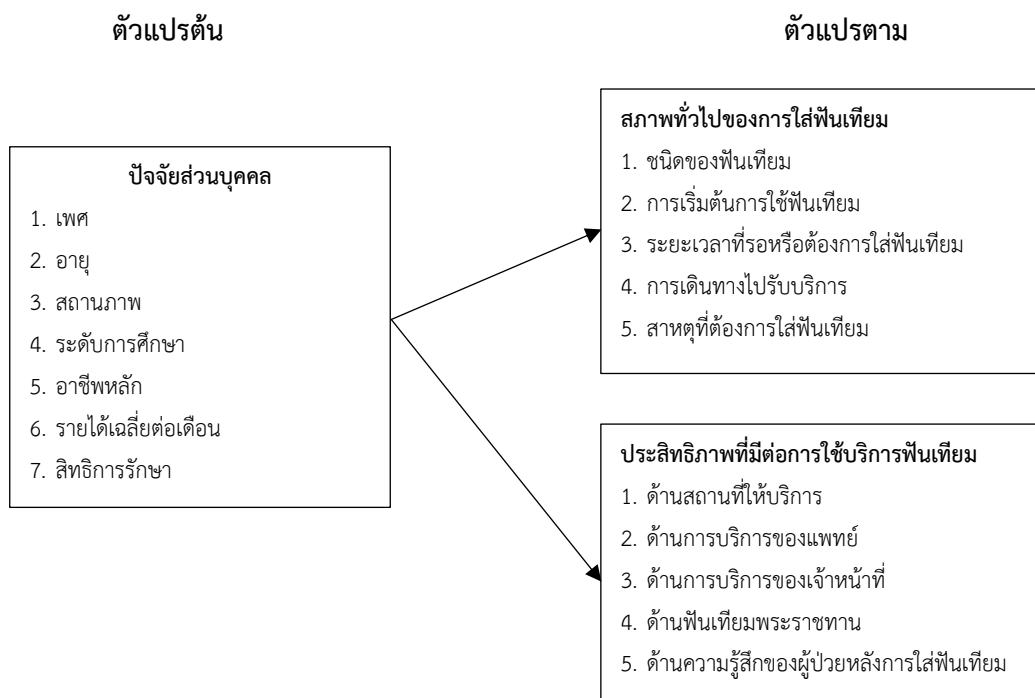 ตัวแปรต้น
ตัวแปรตาม
ปัจจัยส่วนบุคคล
1. เพศ
2. อายุ
3. สถานภาพ
4. ระดับการศึกษา
5. อาชีพหลัก
6. รายได้เฉลี่ยต่อเดือน
7. สิทธิการรักษา
สภาพทั่วไปของการใส่ฟันเทียม
1. ชนิดของฟันเทียม
2. การเริ่มต้นการใช้ฟันเทียม
3. ระยะเวลาที่รอหรือต้องการใส่ฟันเทียม
4. การเดินทางไปรับบริการ
5. สาหตุที่ต้องการใส่ฟันเทียม
ประสิทธิภาพที่มีต่อการใช้บริการฟันเทียม
1. ด้านสถานที่ให้บริการ
2. ด้านการบริการของแพทย์
3. ด้านการบริการของเจ้าหน้าที่
4. ด้านฟันเทียมพระราชทาน
5. ด้านความรู้สึกของผู้ป่วยหลังการใส่ฟันเทียม